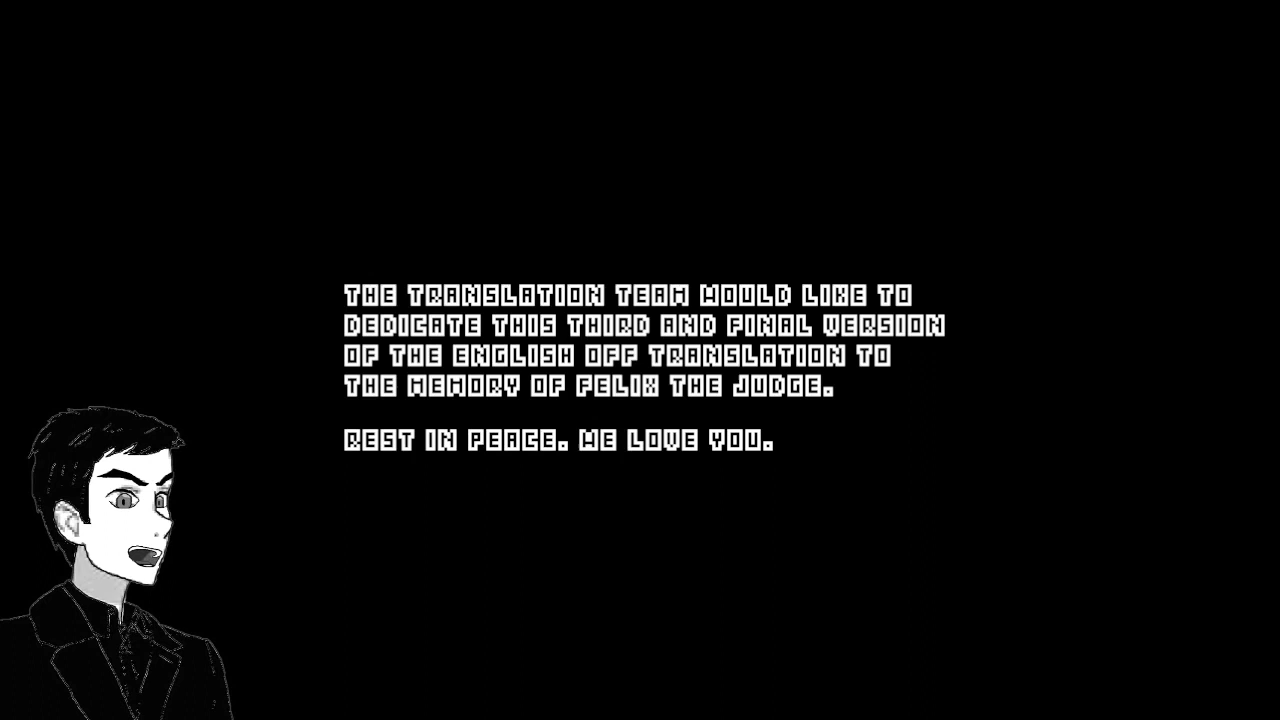 THE TRANSLATION TEAM WOULD LIKE TO
DEDICATE THIS THIRD AND FINAL VERSION
OF THE ENGLISH OFF TRANSLATION TO
THE MEMORY OF FELIX THE JUDGE.
REST IN PEACE. WE LOVE YOU.